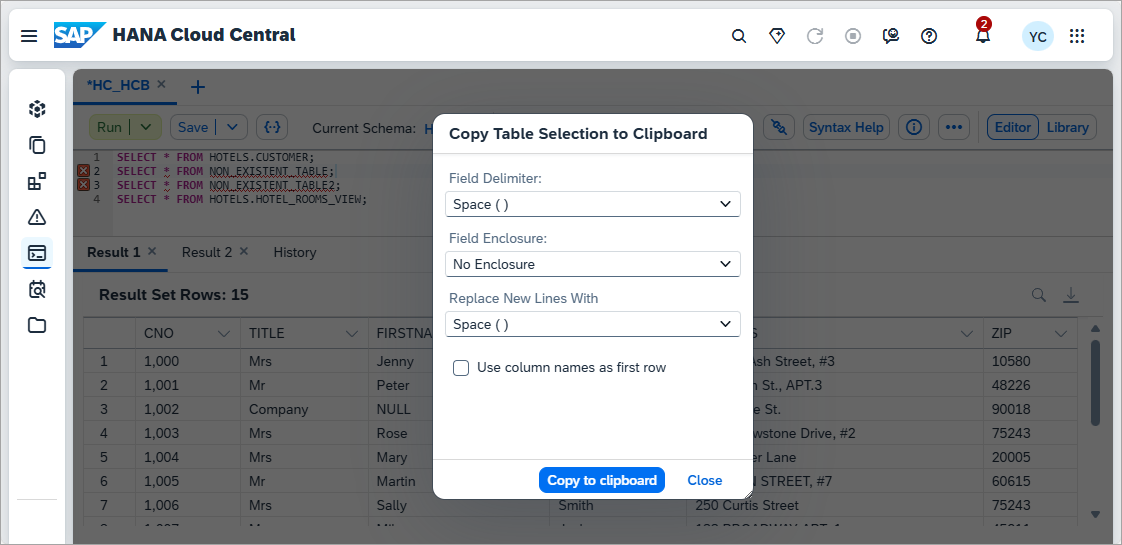 SAP HANA Cloud Central 2 YC
*HC_HCB
Run Save Current Schema: H Syntax Help Editor Library
1 SELECT * FROM HOTELS.CUSTOMER;
2 SELECT * FROM NON_EXISTENT_TABLE;
3 SELECT * FROM NON_EXISTENT_TABLE2;
4 SELECT * FROM HOTELS.HOTEL_ROOMS_VIEW;
Result 1 Result 2 History
Result Set Rows: 15
CNO TITLE FIRSTNA S ZIP
1 1,000 Mrs Jenny Ash Street, #3 10580
2 1,001 Mr Peter n St., APT.3 48226
3 1,002 Company NULL e St. 90018
4 1,003 Mrs Rose wstone Drive, #2 75243
5 1,004 Mrs Mary er Lane 20005
6 1,005 Mr Martin N STREET, #7 60615
7 1,006 Mrs Sally Smith 250 Curtis Street 75243
Copy Table Selection to Clipboard
Field Delimiter:
Space ( )
Field Enclosure:
No Enclosure
Replace New Lines With
Space ( )
Use column names as first row
Copy to clipboard Close